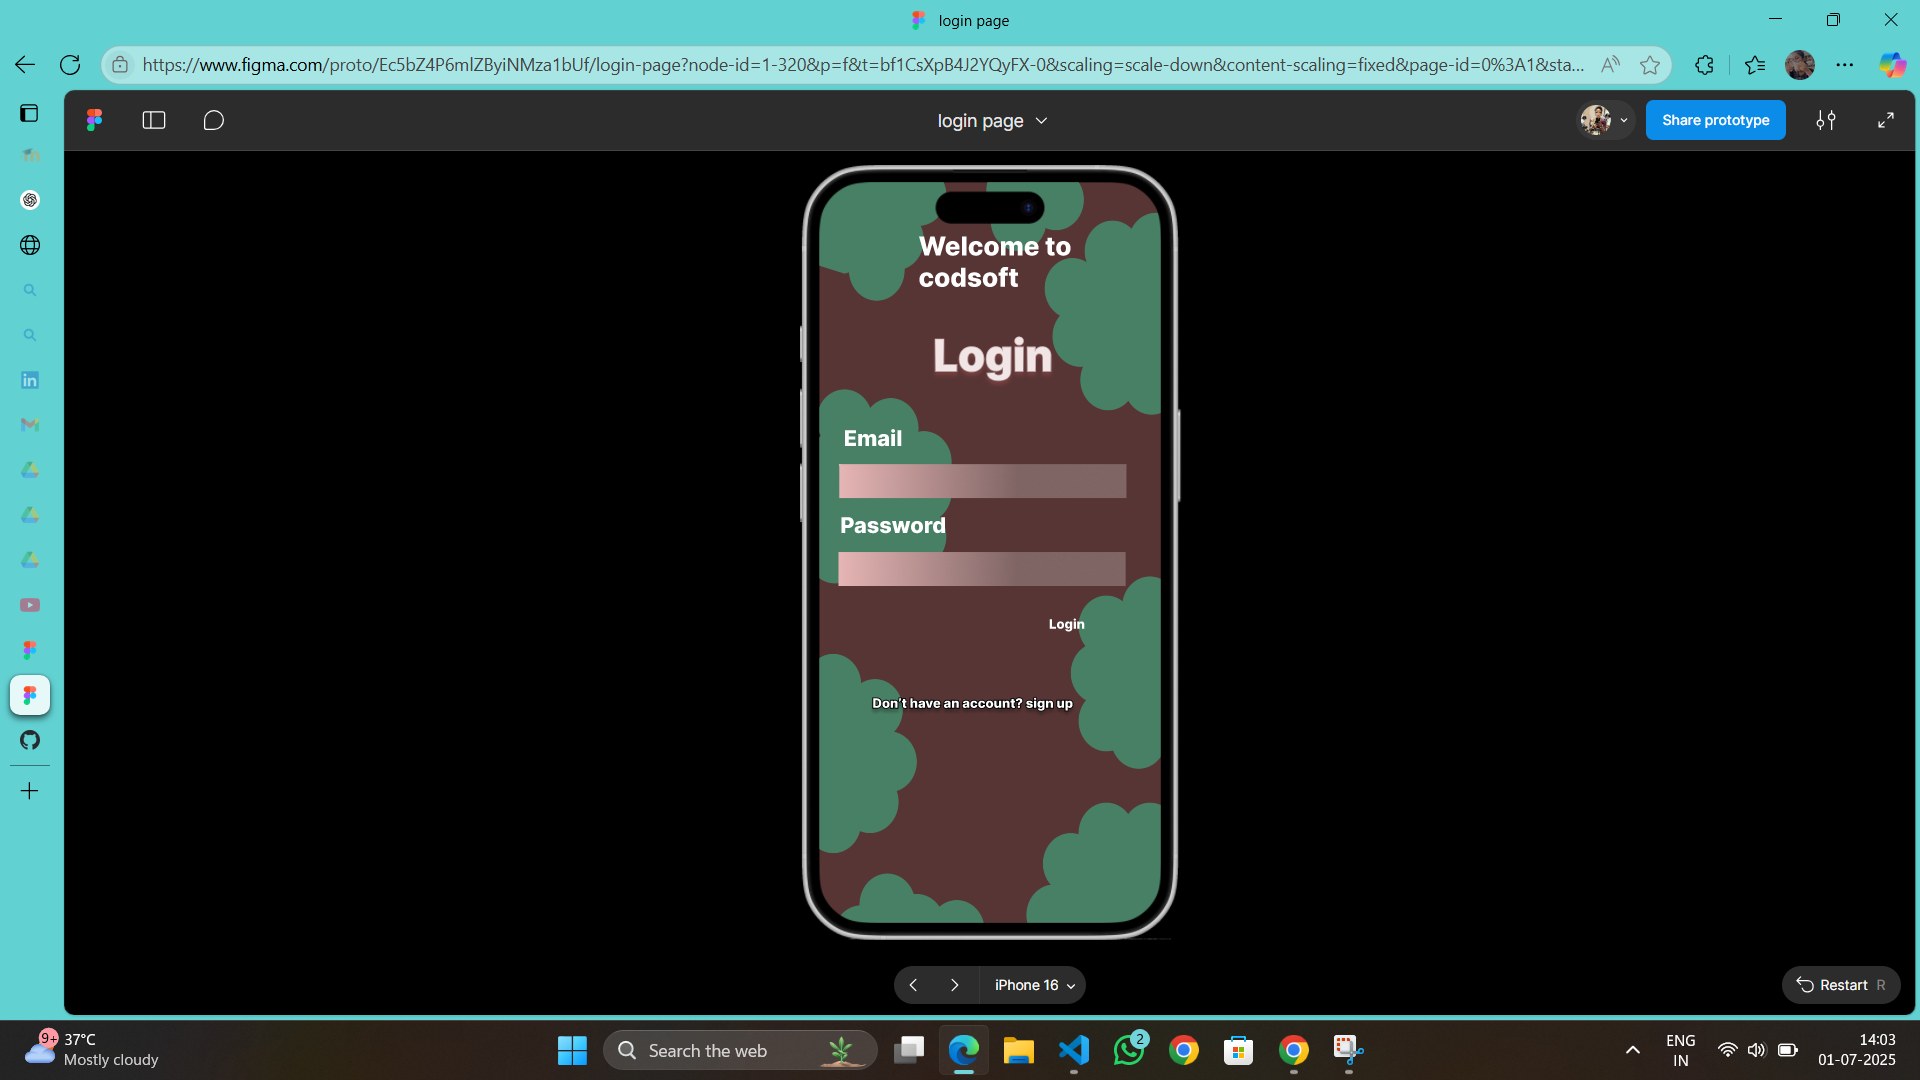 login page
https://www.figma.com/proto/Ec5bZ4P6mlZByiNMza1bUf/login-page?node-id=1-320&p=f&t=bf1CsXpB4J2YQyFX-0&scaling=scale-down&content-scaling=fixed&page-id=0%3A1&sta...
login page
Share prototype
Welcome to
codsoft
Login
Email
Password
Login
Don't have an account? sign up
iPhone 16
Restart R
9+
37°C
Mostly cloudy
Search the web
2
ENG
IN
14:03
01-07-2025